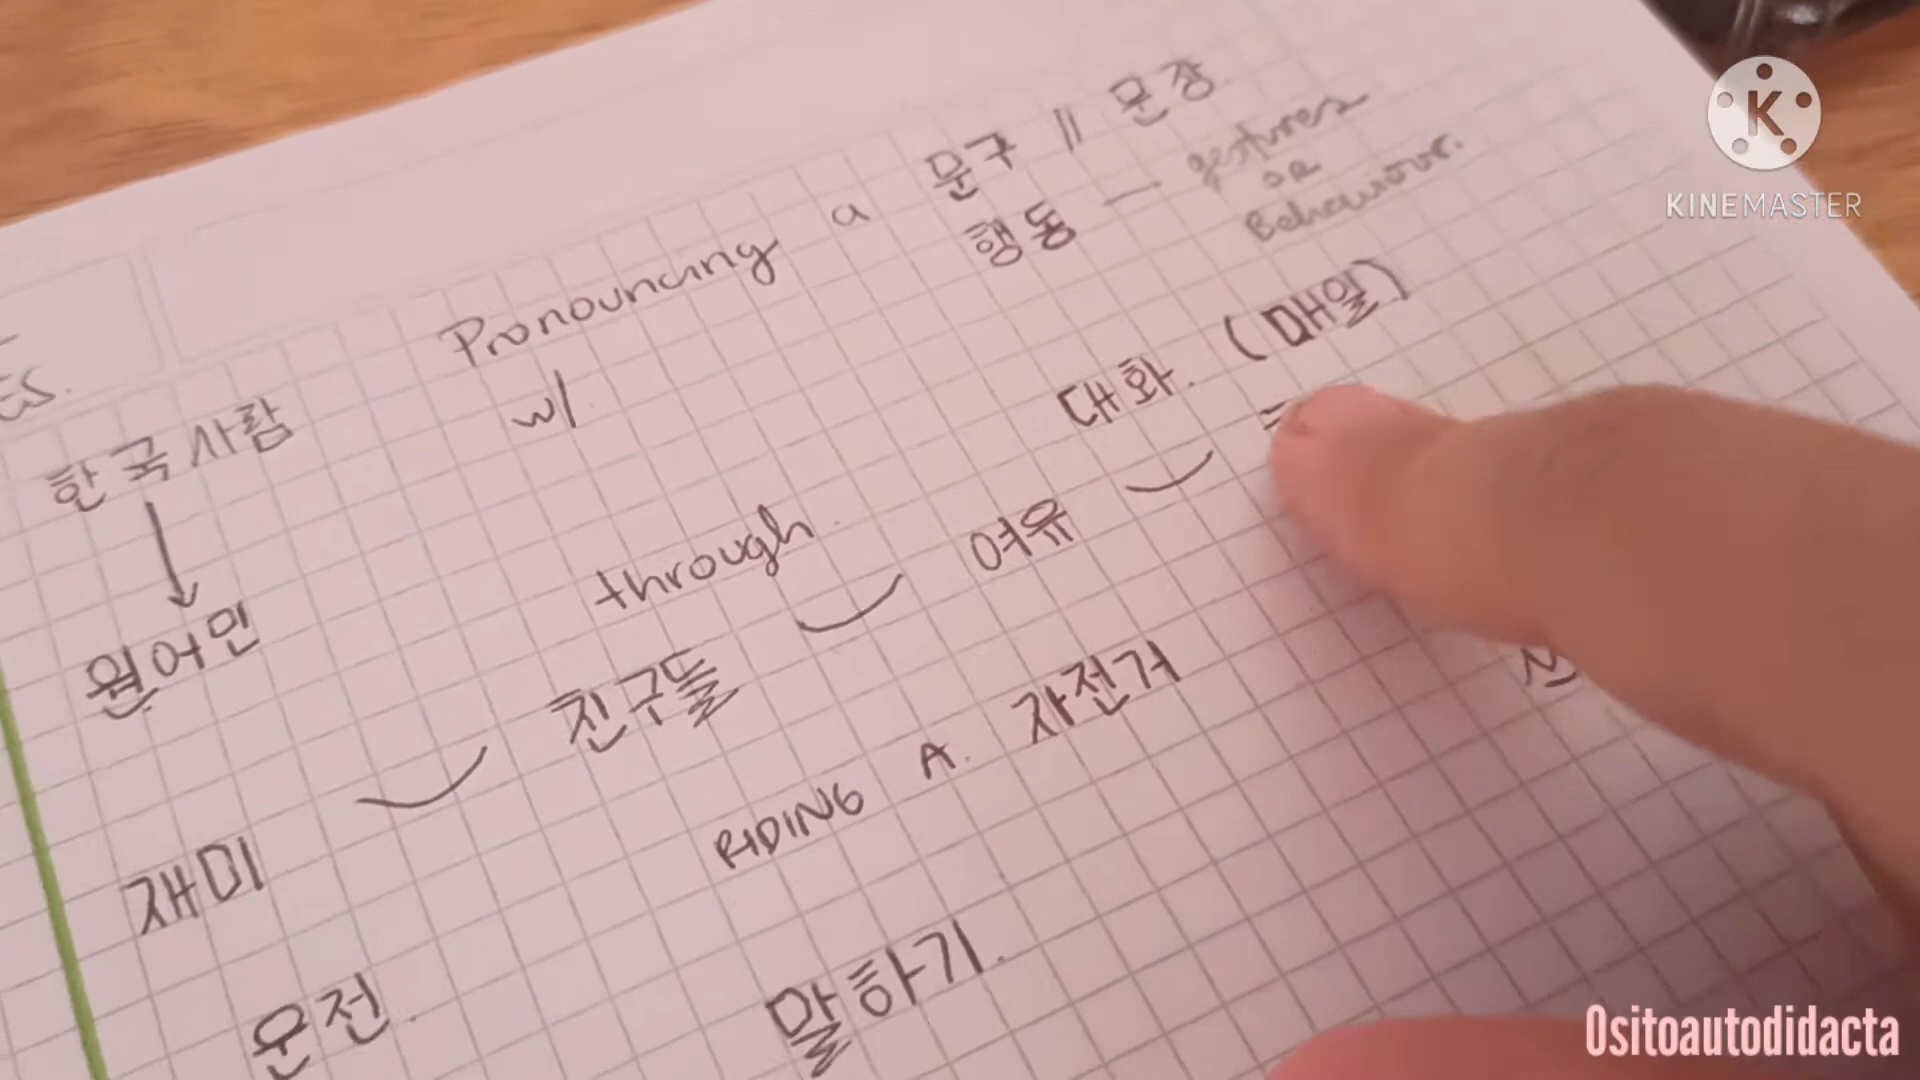 Pronouncing a 문구 // 문장
행동 — gestures
or
Behaviour.
ES.
한국사람
w/
대화. (매일)
↓
원어민
through
여유
재미
친구들
RIDING A. 자전거
운전.
말하기.
K
KINEMASTER
Ositoautodidacta